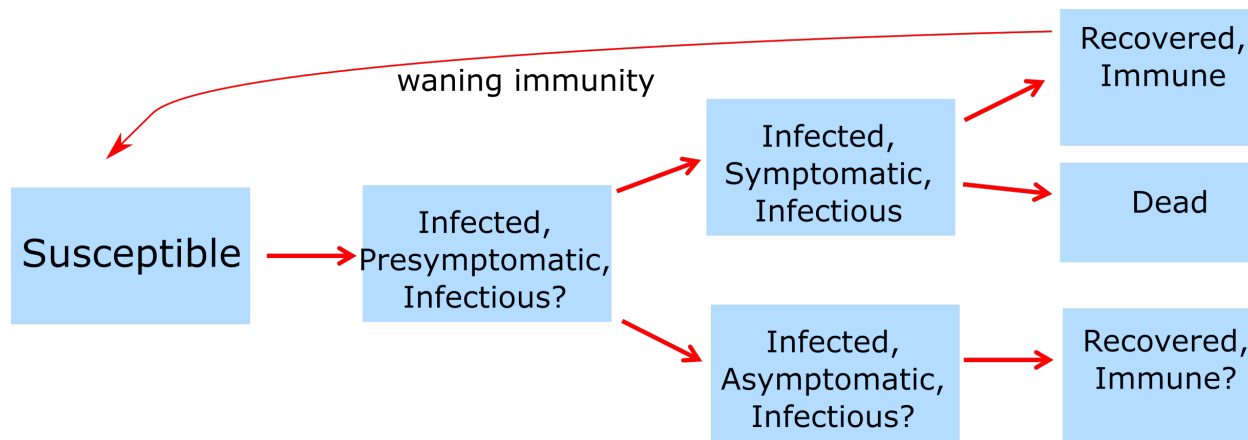 Recovered,
Immune
waning immunity
Infected,
Symptomatic,
Infectious
Dead
Susceptible
Infected,
Presymptomatic,
Infectious?
Infected,
Asymptomatic,
Infectious?
Recovered,
Immune?